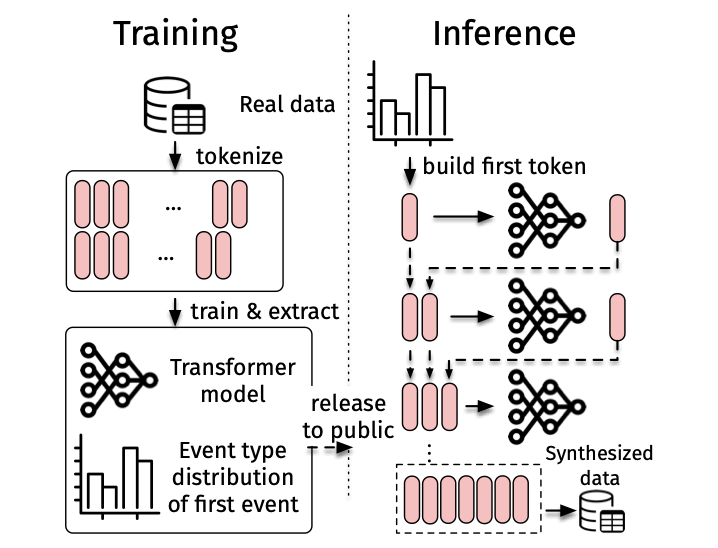 Training
Real data
tokenize
...
...
train & extract
Transformer
model
Event type
distribution
of first event
release
to public
Inference
build first token
Synthesized
data